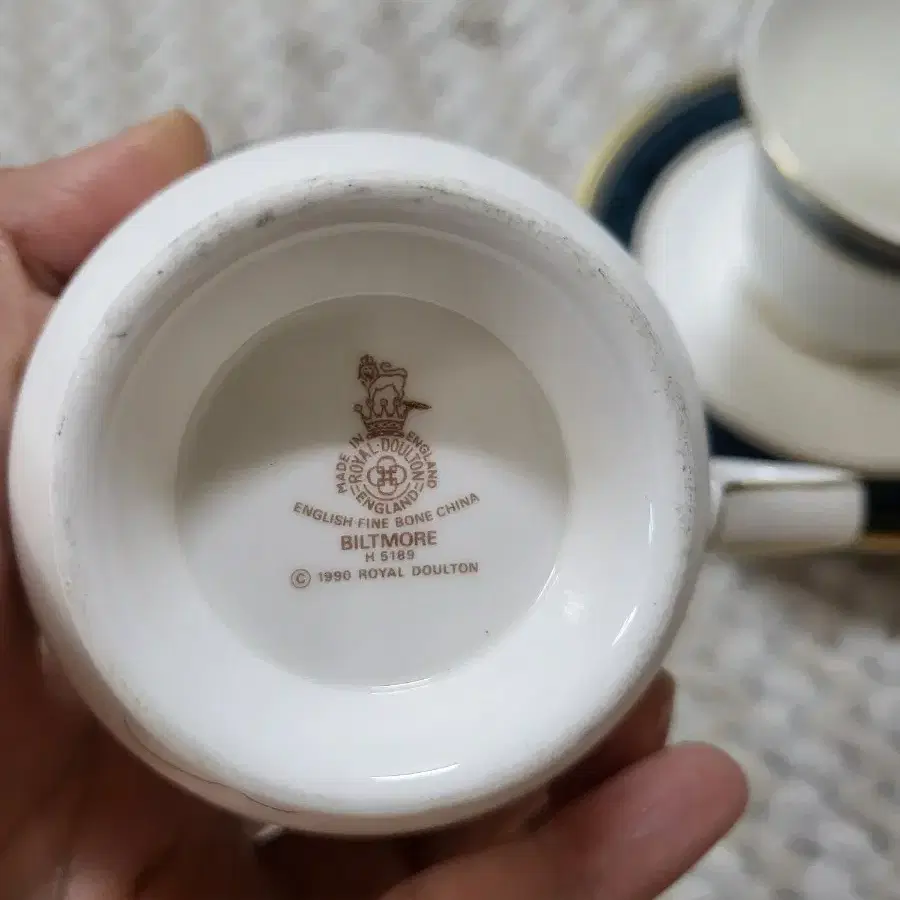 MADE IN ENGLAND
ROYAL·DOULTON
ENGLAND
ENGLISH FINE BONE CHINA
BILTMORE
H 5189
© 1990 ROYAL DOULTON